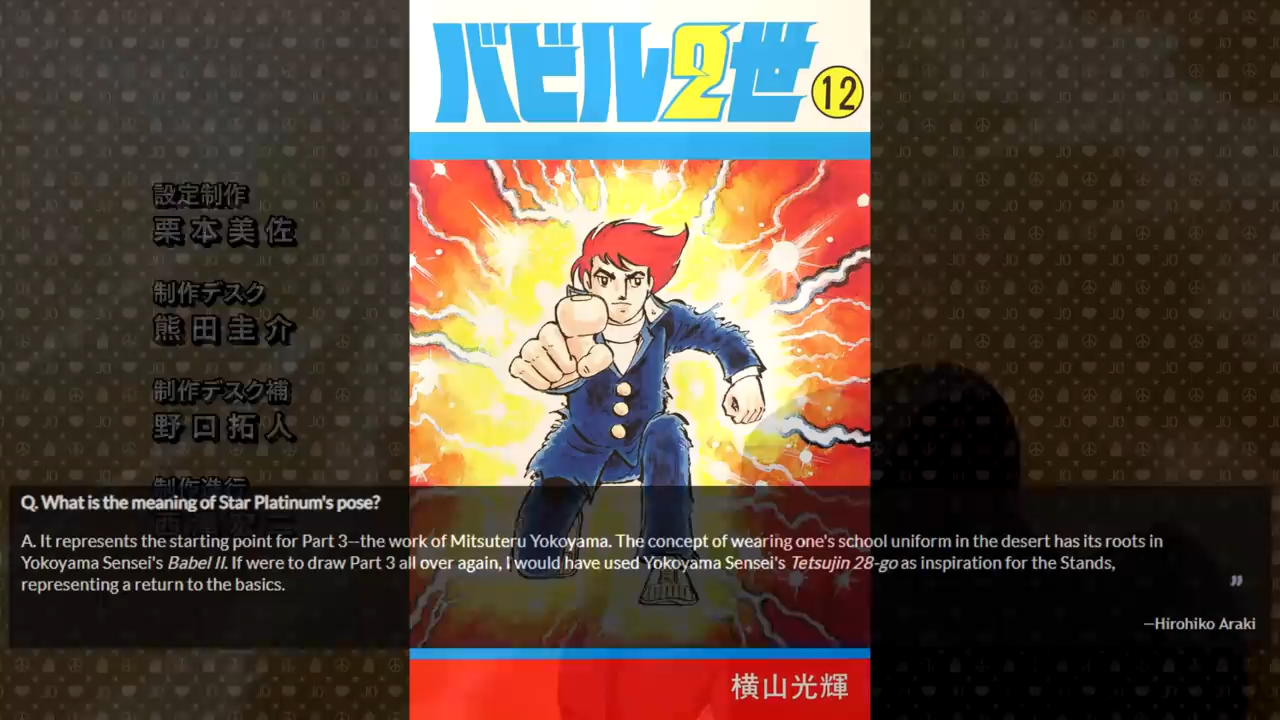 バビル2世
12
設定制作
栗本美佐
制作デスク
熊田圭介
制作デスク補
野口拓人
制作進行
Q. What is the meaning of Star Platinum's pose?
A. It represents the starting point for Part 3--the work of Mitsuteru Yokoyama. The concept of wearing one's school uniform in the desert has its roots in
Yokoyama Sensei's Babel II. If were to draw Part 3 all over again, I would have used Yokoyama Sensei's Tetsujin 28-go as inspiration for the Stands,
representing a return to the basics.
”
—Hirohiko Araki
横山光輝